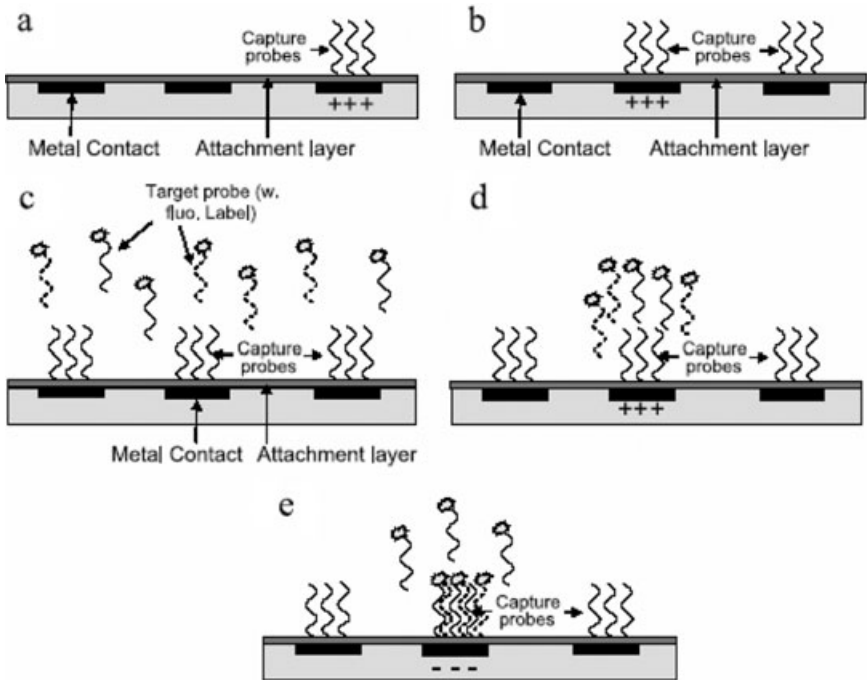 a
Capture
probes
+++
Metal Contact Attachment layer
b
Capture
probes
+++
Metal Contact Attachment layer
c
Target probe (w.
fluo. Label)
Capture
probes
Metal Contact Attachment layer
d
Capture
probes
+++
e
Capture
probes
- - -